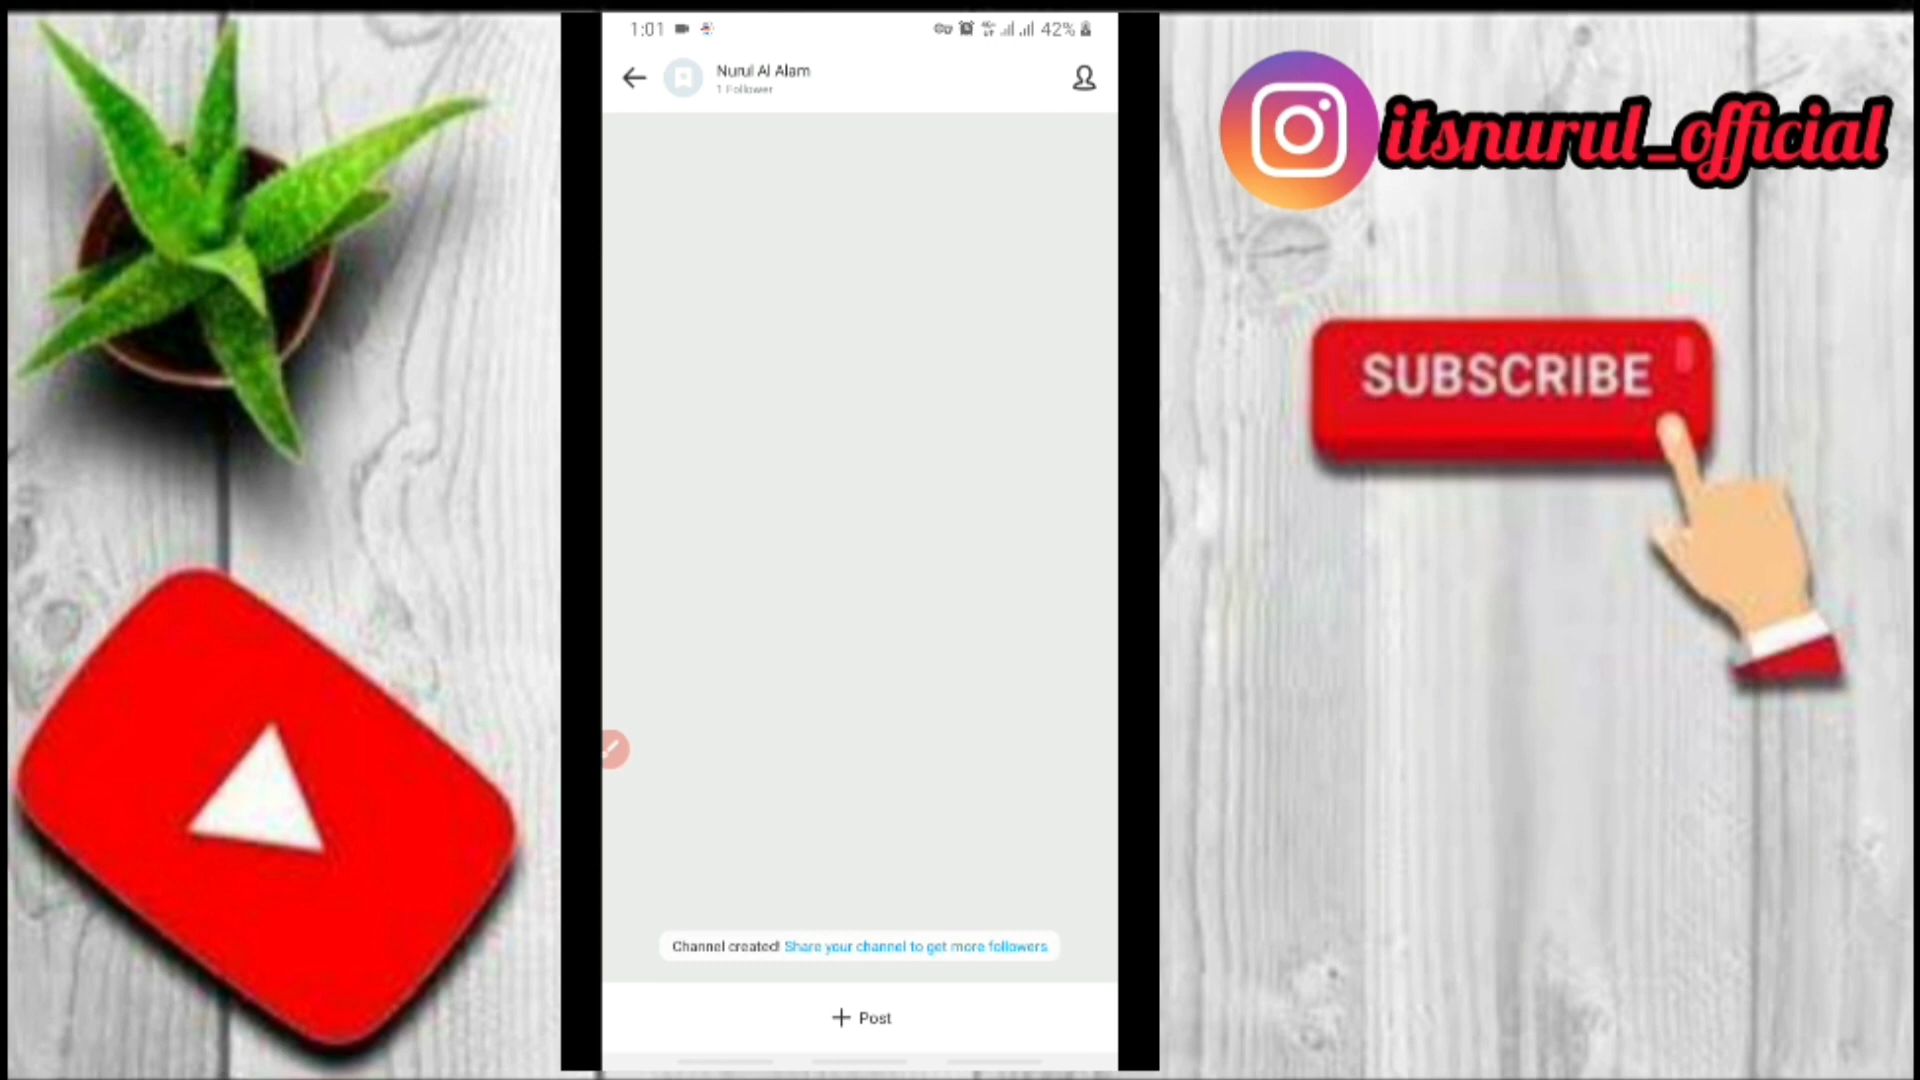 1:01
42%
Nurul Al Alam
1 Follower
itsnurul_official
SUBSCRIBE
Channel created! Share your channel to get more followers
+ Post